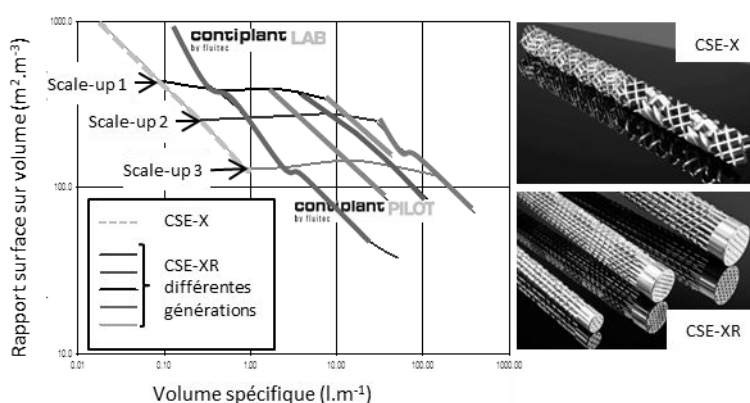 1000.0
contiplant LAB
by fluitec
CSE-X
Scale-up 1
Scale-up 2
Scale-up 3
100.0
contiplant PILOT
by fluitec
CSE-X
CSE-XR
différentes
générations
CSE-XR
10.0
0.01
0.10
1.00
10.00
100.00
1000.00
Rapport surface sur volume (m².m⁻³)
Volume spécifique (l.m⁻¹)